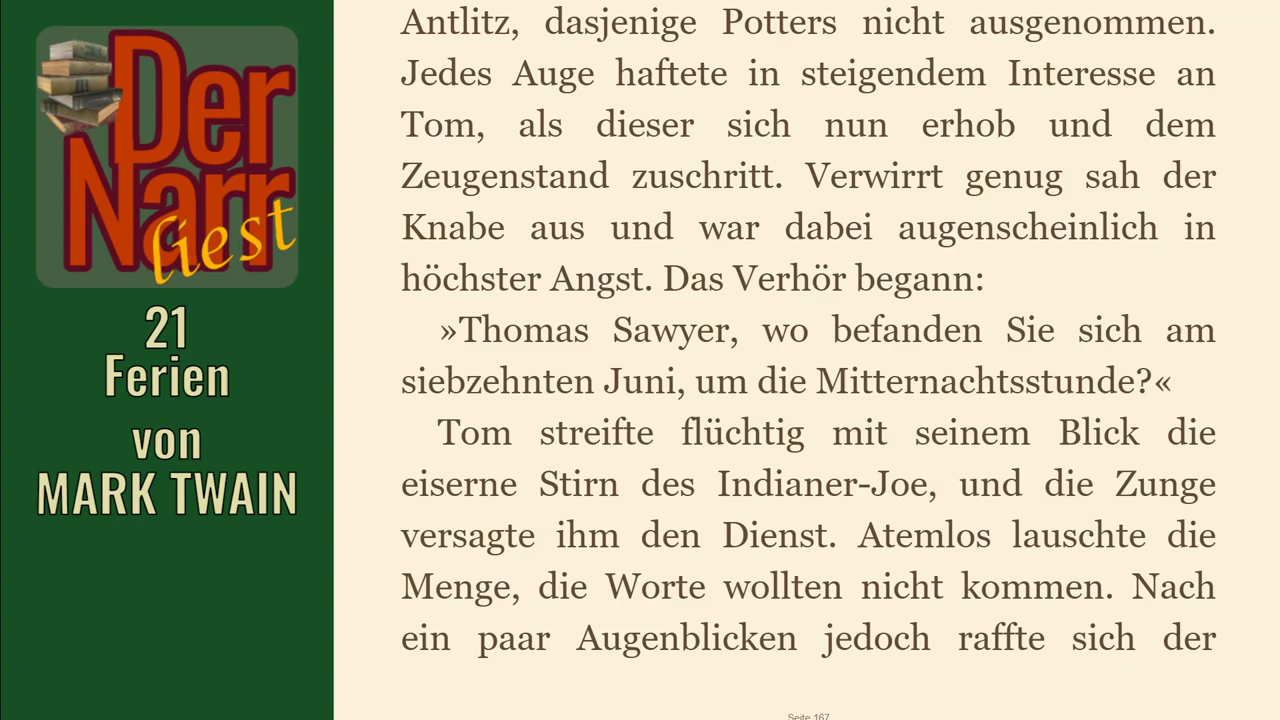 Der
Narr
liest
21
Ferien
von
MARK TWAIN
Antlitz, dasjenige Potters nicht ausgenommen.
Jedes Auge haftete in steigendem Interesse an
Tom, als dieser sich nun erhob und dem
Zeugenstand zuschritt. Verwirrt genug sah der
Knabe aus und war dabei augenscheinlich in
höchster Angst. Das Verhör begann:
»Thomas Sawyer, wo befanden Sie sich am
siebzehnten Juni, um die Mitternachtsstunde?«
Tom streifte flüchtig mit seinem Blick die
eiserne Stirn des Indianer-Joe, und die Zunge
versagte ihm den Dienst. Atemlos lauschte die
Menge, die Worte wollten nicht kommen. Nach
ein paar Augenblicken jedoch raffte sich der
Seite 167